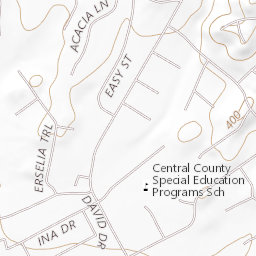 ACACIA LN
EASY ST
400
ERSELIA TRL
Central County
Special Education
Programs Sch
DAVID DR
INA DR